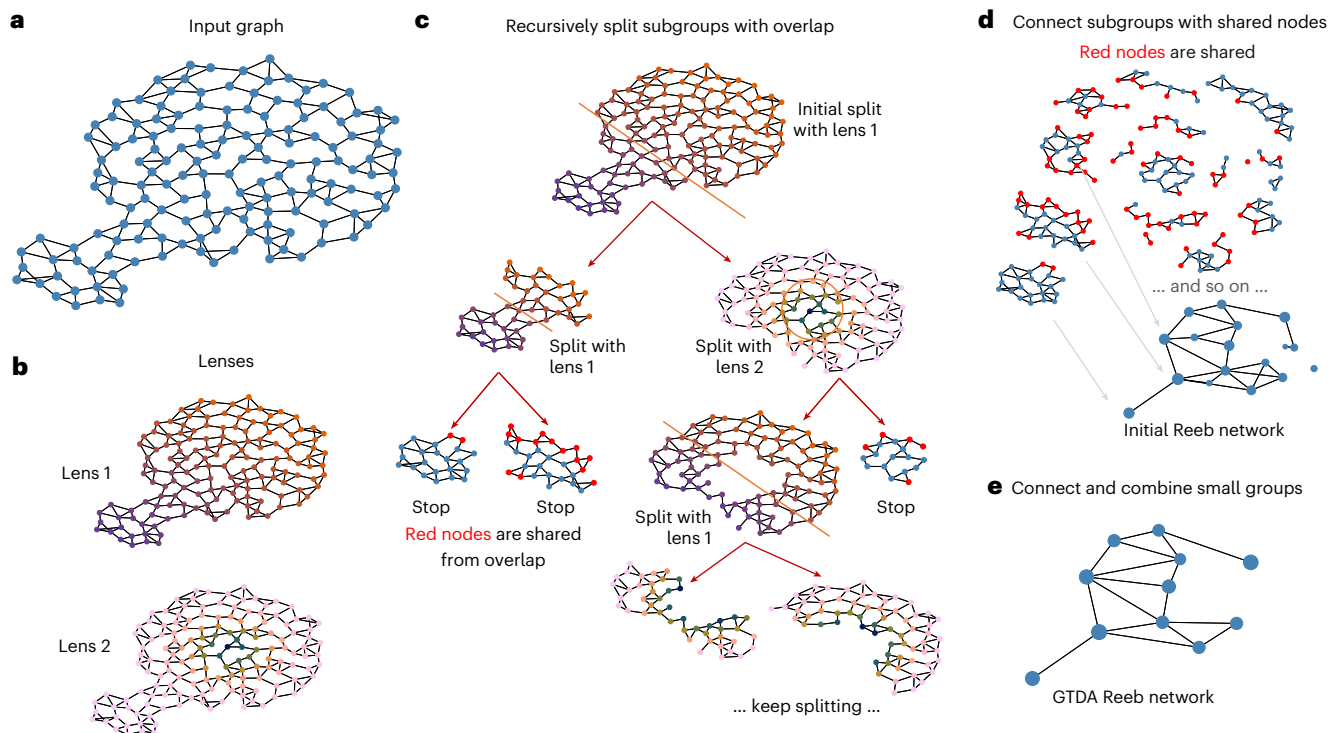 a
Input graph
b
Lenses
Lens 1
Lens 2
c
Recursively split subgroups with overlap
Initial split
with lens 1
Split with
lens 1
Split with
lens 2
Stop
Stop
Red nodes are shared
from overlap
Split with
lens 1
Stop
... keep splitting ...
d
Connect subgroups with shared nodes
Red nodes are shared
... and so on ...
Initial Reeb network
e
Connect and combine small groups
GTDA Reeb network